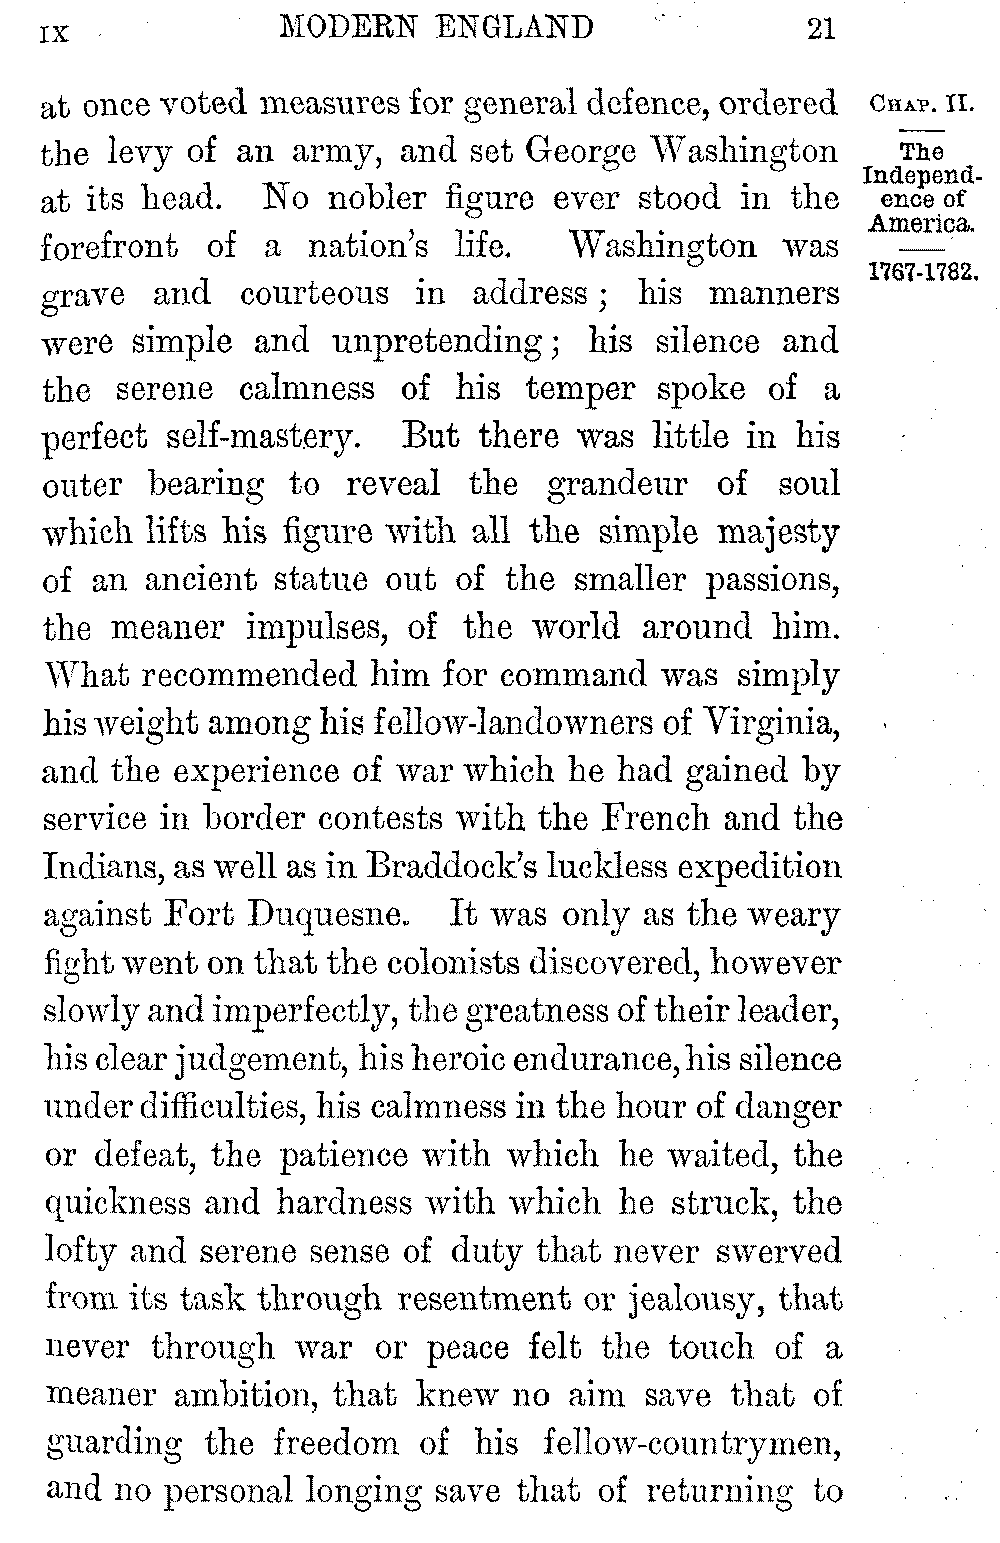 IX MODERN ENGLAND 21
at once voted measures for general defence, ordered
the levy of an army, and set George Washington
at its head. No nobler figure ever stood in the
forefront of a nation's life. Washington was
grave and courteous in address; his manners
were simple and unpretending; his silence and
the serene calmness of his temper spoke of a
perfect self-mastery. But there was little in his
outer bearing to reveal the grandeur of soul
which lifts his figure with all the simple majesty
of an ancient statue out of the smaller passions,
the meaner impulses, of the world around him.
What recommended him for command was simply
his weight among his fellow-landowners of Virginia,
and the experience of war which he had gained by
service in border contests with the French and the
Indians, as well as in Braddock's luckless expedition
against Fort Duquesne. It was only as the weary
fight went on that the colonists discovered, however
slowly and imperfectly, the greatness of their leader,
his clear judgement, his heroic endurance, his silence
under difficulties, his calmness in the hour of danger
or defeat, the patience with which he waited, the
quickness and hardness with which he struck, the
lofty and serene sense of duty that never swerved
from its task through resentment or jealousy, that
never through war or peace felt the touch of a
meaner ambition, that knew no aim save that of
guarding the freedom of his fellow-countrymen,
and no personal longing save that of returning to
CHAP. II.
The
Independ-
ence of
America.
1767-1782.